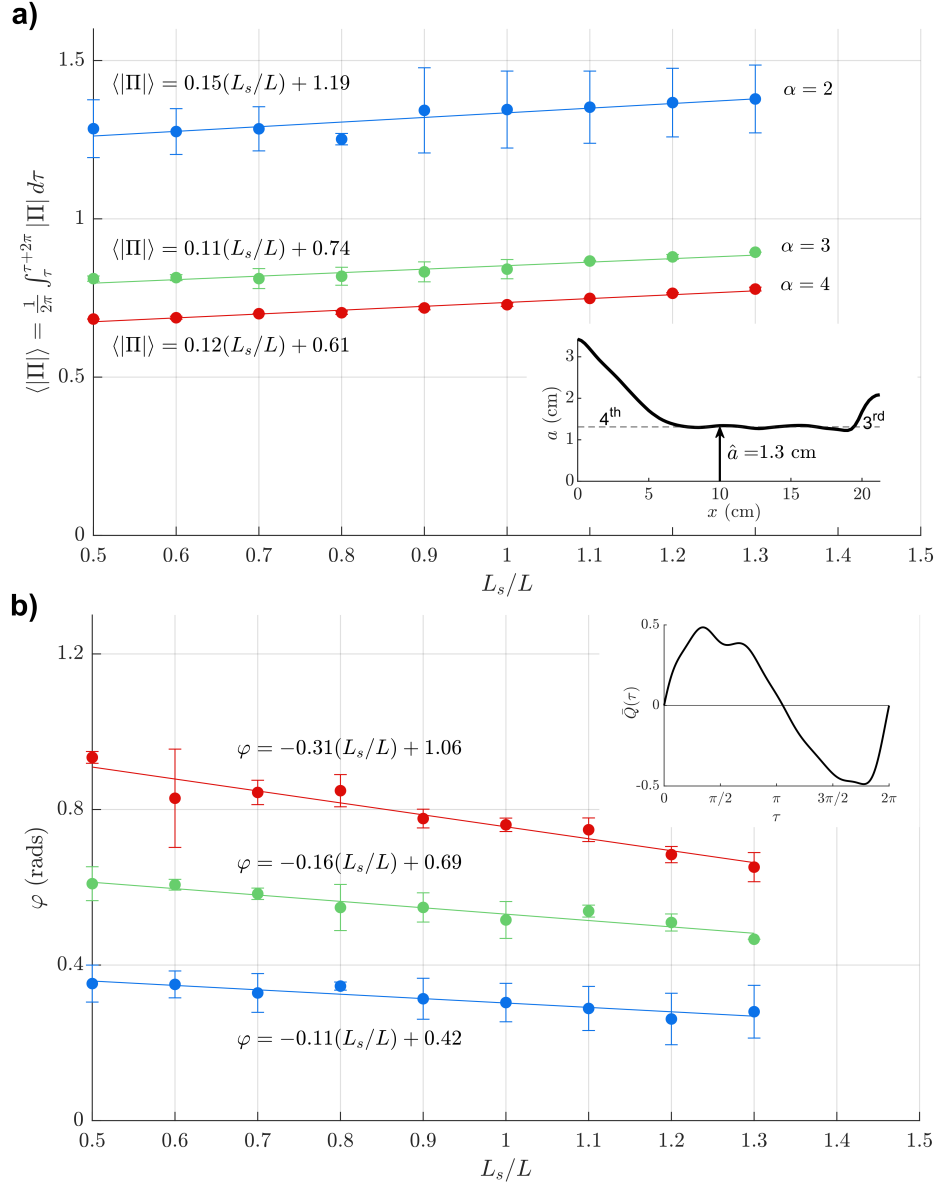 a)
1.5
1
0.5
0
⟨|Π|⟩ = 1/2π ∫_τ^{τ+2π} |Π| dτ
⟨|Π|⟩ = 0.15(L_s/L) + 1.19
α = 2
⟨|Π|⟩ = 0.11(L_s/L) + 0.74
α = 3
α = 4
⟨|Π|⟩ = 0.12(L_s/L) + 0.61
3
2
1
0
a (cm)
4th
3rd
â =1.3 cm
0 5 10 15 20
x (cm)
0.5 0.6 0.7 0.8 0.9 1 1.1 1.2 1.3 1.4 1.5
L_s/L
b)
1.2
0.8
0.4
0
φ (rads)
0.5
0
-0.5
Q̄(τ)
0 π/2 π 3π/2 2π
τ
φ = −0.31(L_s/L) + 1.06
φ = −0.16(L_s/L) + 0.69
φ = −0.11(L_s/L) + 0.42
0.5 0.6 0.7 0.8 0.9 1 1.1 1.2 1.3 1.4 1.5
L_s/L